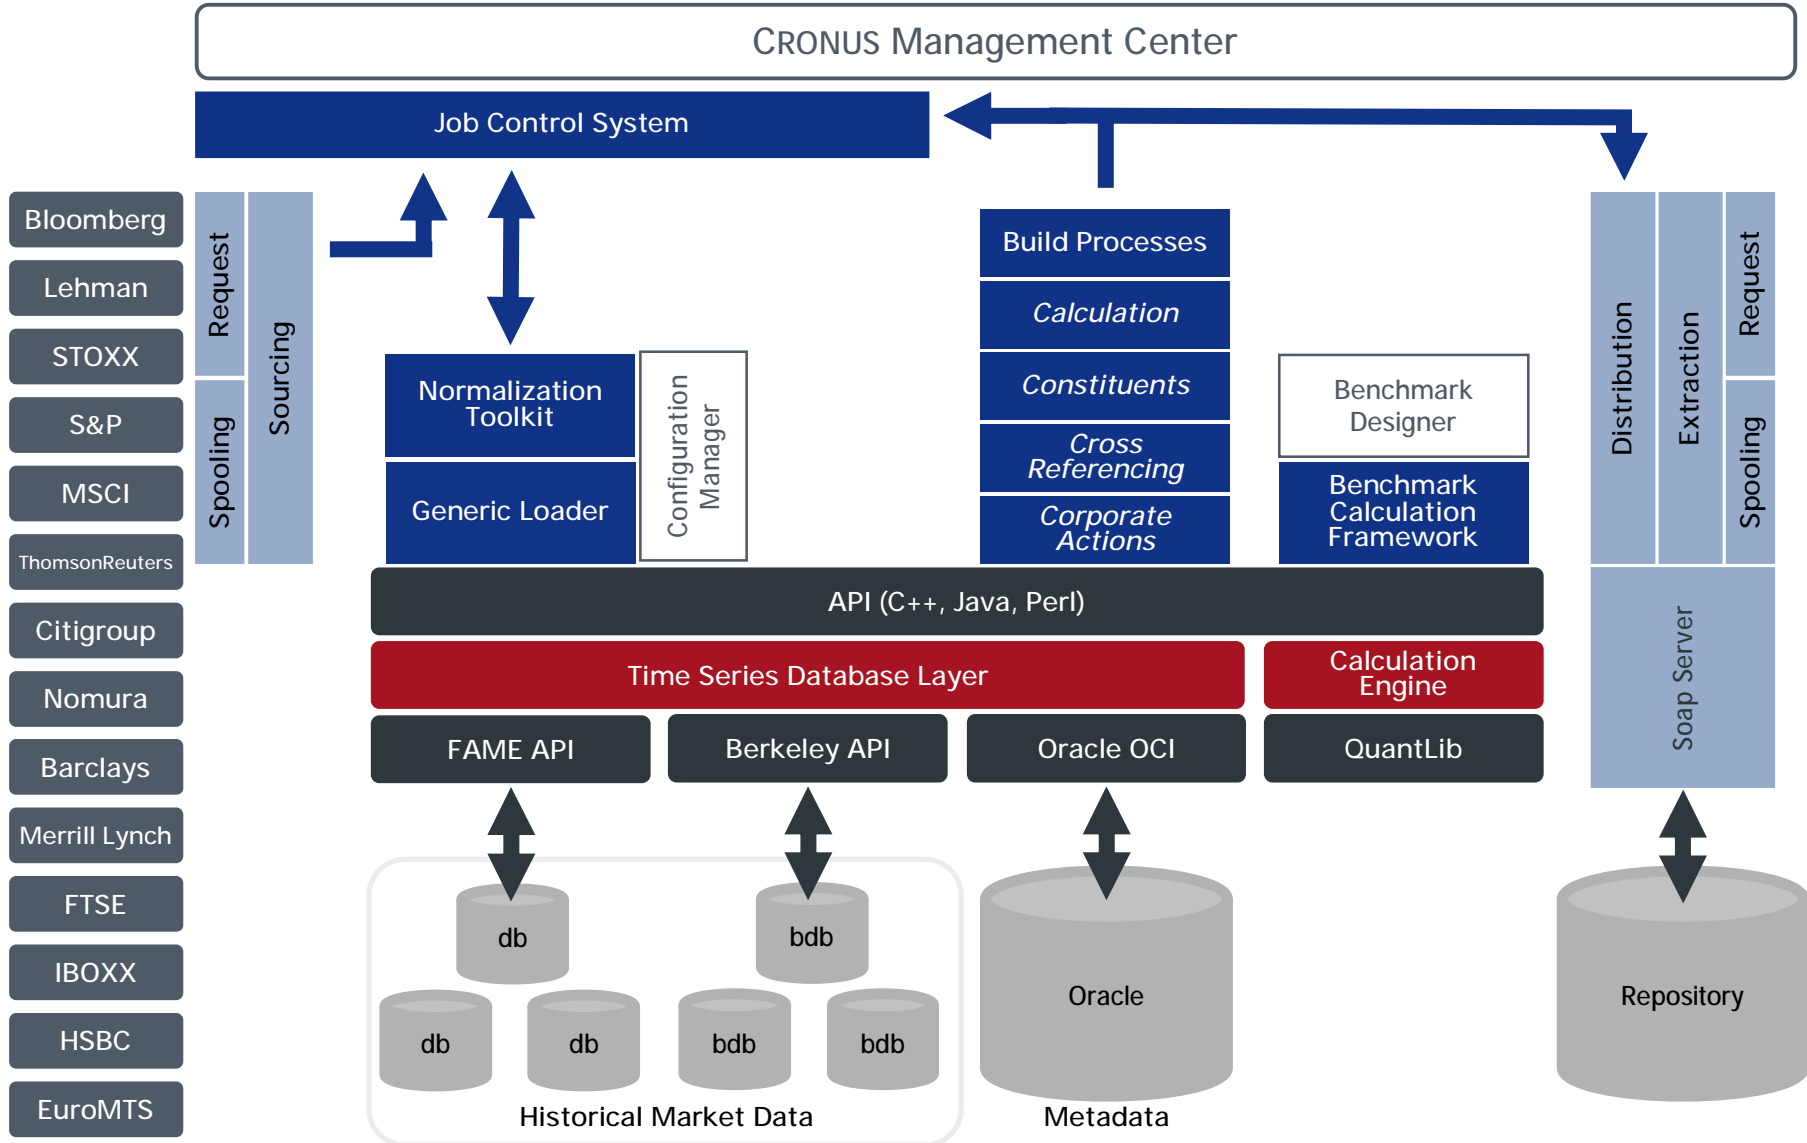 CRONUS Management Center
Job Control System
Bloomberg
Lehman
STOXX
S&P
MSCI
ThomsonReuters
Citigroup
Nomura
Barclays
Merrill Lynch
FTSE
IBOXX
HSBC
EuroMTS
Request
Spooling
Sourcing
Normalization
Toolkit
Generic Loader
Configuration
Manager
Build Processes
Calculation
Constituents
Cross
Referencing
Corporate
Actions
Benchmark
Designer
Benchmark
Calculation
Framework
Distribution
Extraction
Request
Spooling
API (C++, Java, Perl)
Time Series Database Layer
Calculation
Engine
FAME API
Berkeley API
Oracle OCI
QuantLib
Soap Server
db
db
db
bdb
bdb
bdb
Historical Market Data
Oracle
Metadata
Repository